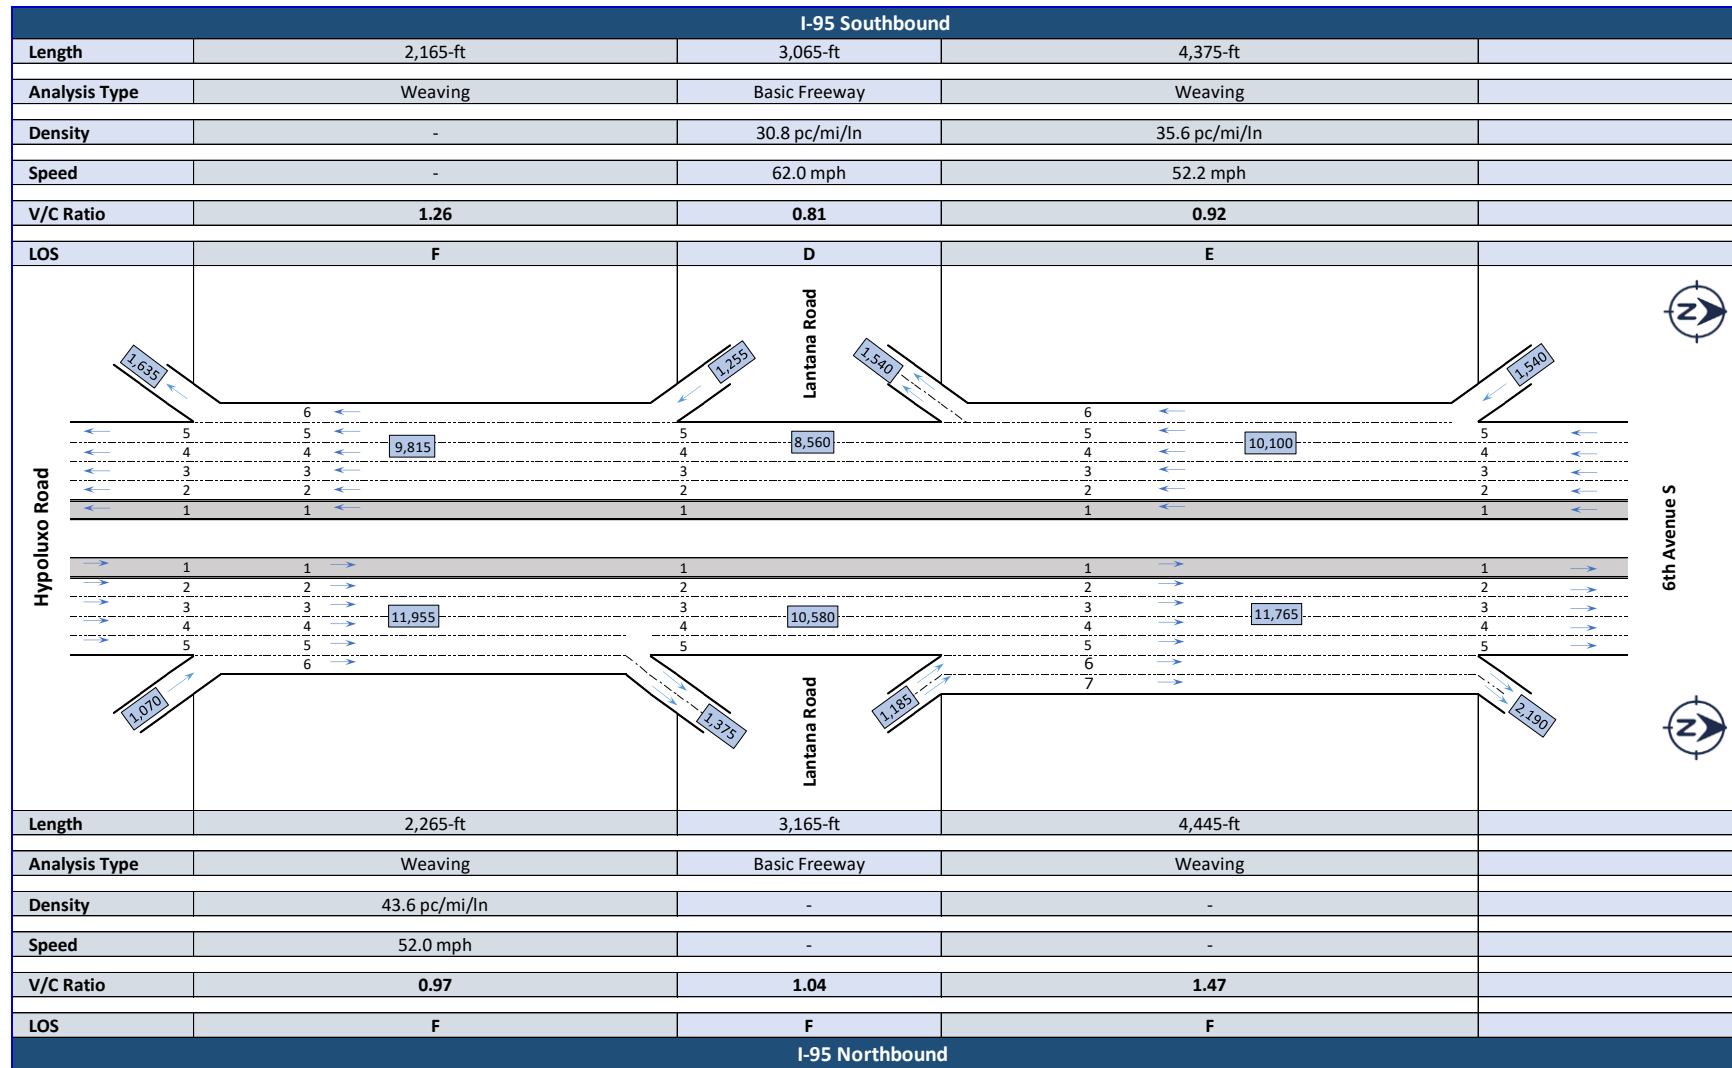 I-95 Southbound
Length 2,165-ft 3,065-ft 4,375-ft
Analysis Type Weaving Basic Freeway Weaving
Density - 30.8 pc/mi/ln 35.6 pc/mi/ln
Speed - 62.0 mph 52.2 mph
V/C Ratio 1.26 0.81 0.92
LOS F D E
Lantana Road
N
1,635 1,255 1,540 1,540
6 6
5 5 5 5 5
9,815 8,560 10,100
4 4 4 4 4
3 3 3 3 3
2 2 2 2 2
1 1 1 1 1
Hypoluxo Road
6th Avenue S
1 1 1 1 1
2 2 2 2 2
3 3 3 3 3
11,955 10,580 11,765
4 4 4 4 4
5 5 5 5 5
6 6
7
1,070 1,375 1,185 2,190
Lantana Road
N
Length 2,265-ft 3,165-ft 4,445-ft
Analysis Type Weaving Basic Freeway Weaving
Density 43.6 pc/mi/ln - -
Speed 52.0 mph - -
V/C Ratio 0.97 1.04 1.47
LOS F F F
I-95 Northbound